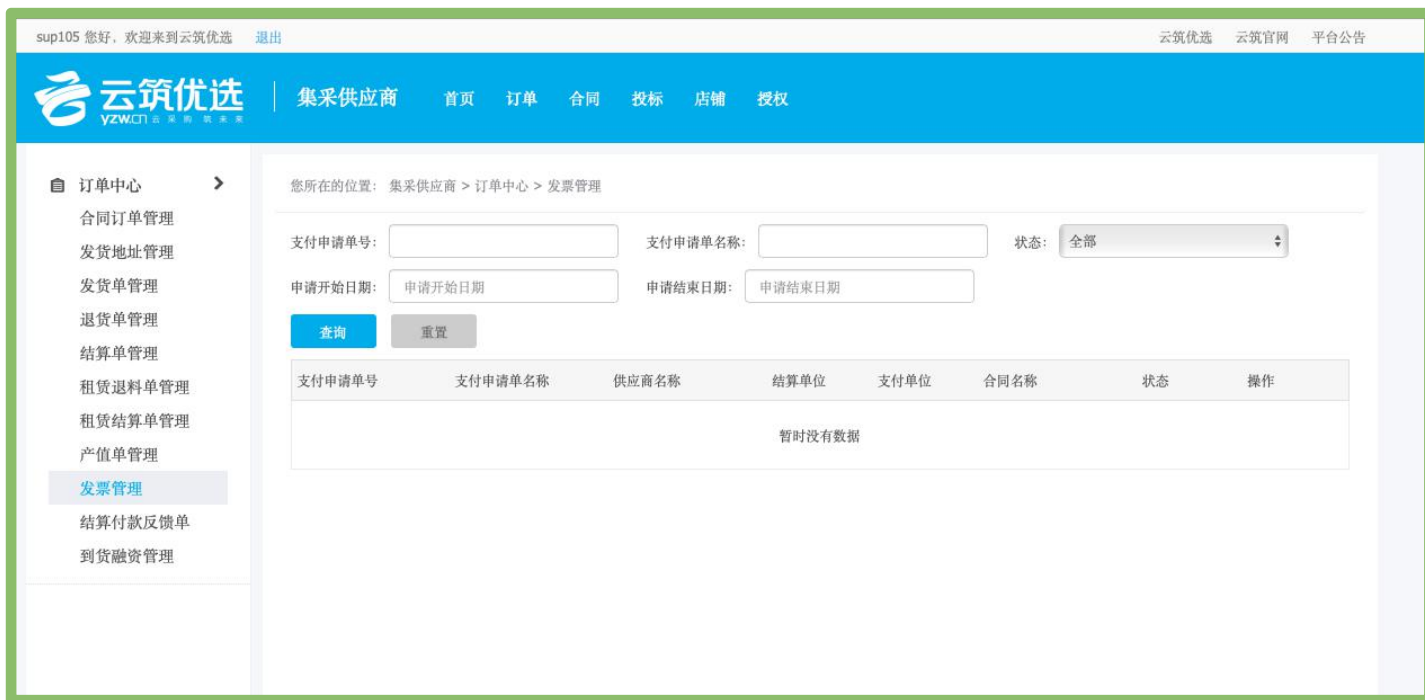 sup105 您好，欢迎来到云筑优选 退出 云筑优选 云筑官网 平台公告
云筑优选 集采供应商 首页 订单 合同 投标 店铺 授权
yzw.cn 云采购 筑未来
订单中心
合同订单管理
发货地址管理
发货单管理
退货单管理
结算单管理
租赁退料单管理
租赁结算单管理
产值单管理
发票管理
结算付款反馈单
到货融资管理
您所在的位置： 集采供应商 > 订单中心 > 发票管理
支付申请单号： 支付申请单名称： 状态： 全部
申请开始日期： 申请开始日期 申请结束日期： 申请结束日期
查询 重置
支付申请单号 支付申请单名称 供应商名称 结算单位 支付单位 合同名称 状态 操作
暂时没有数据